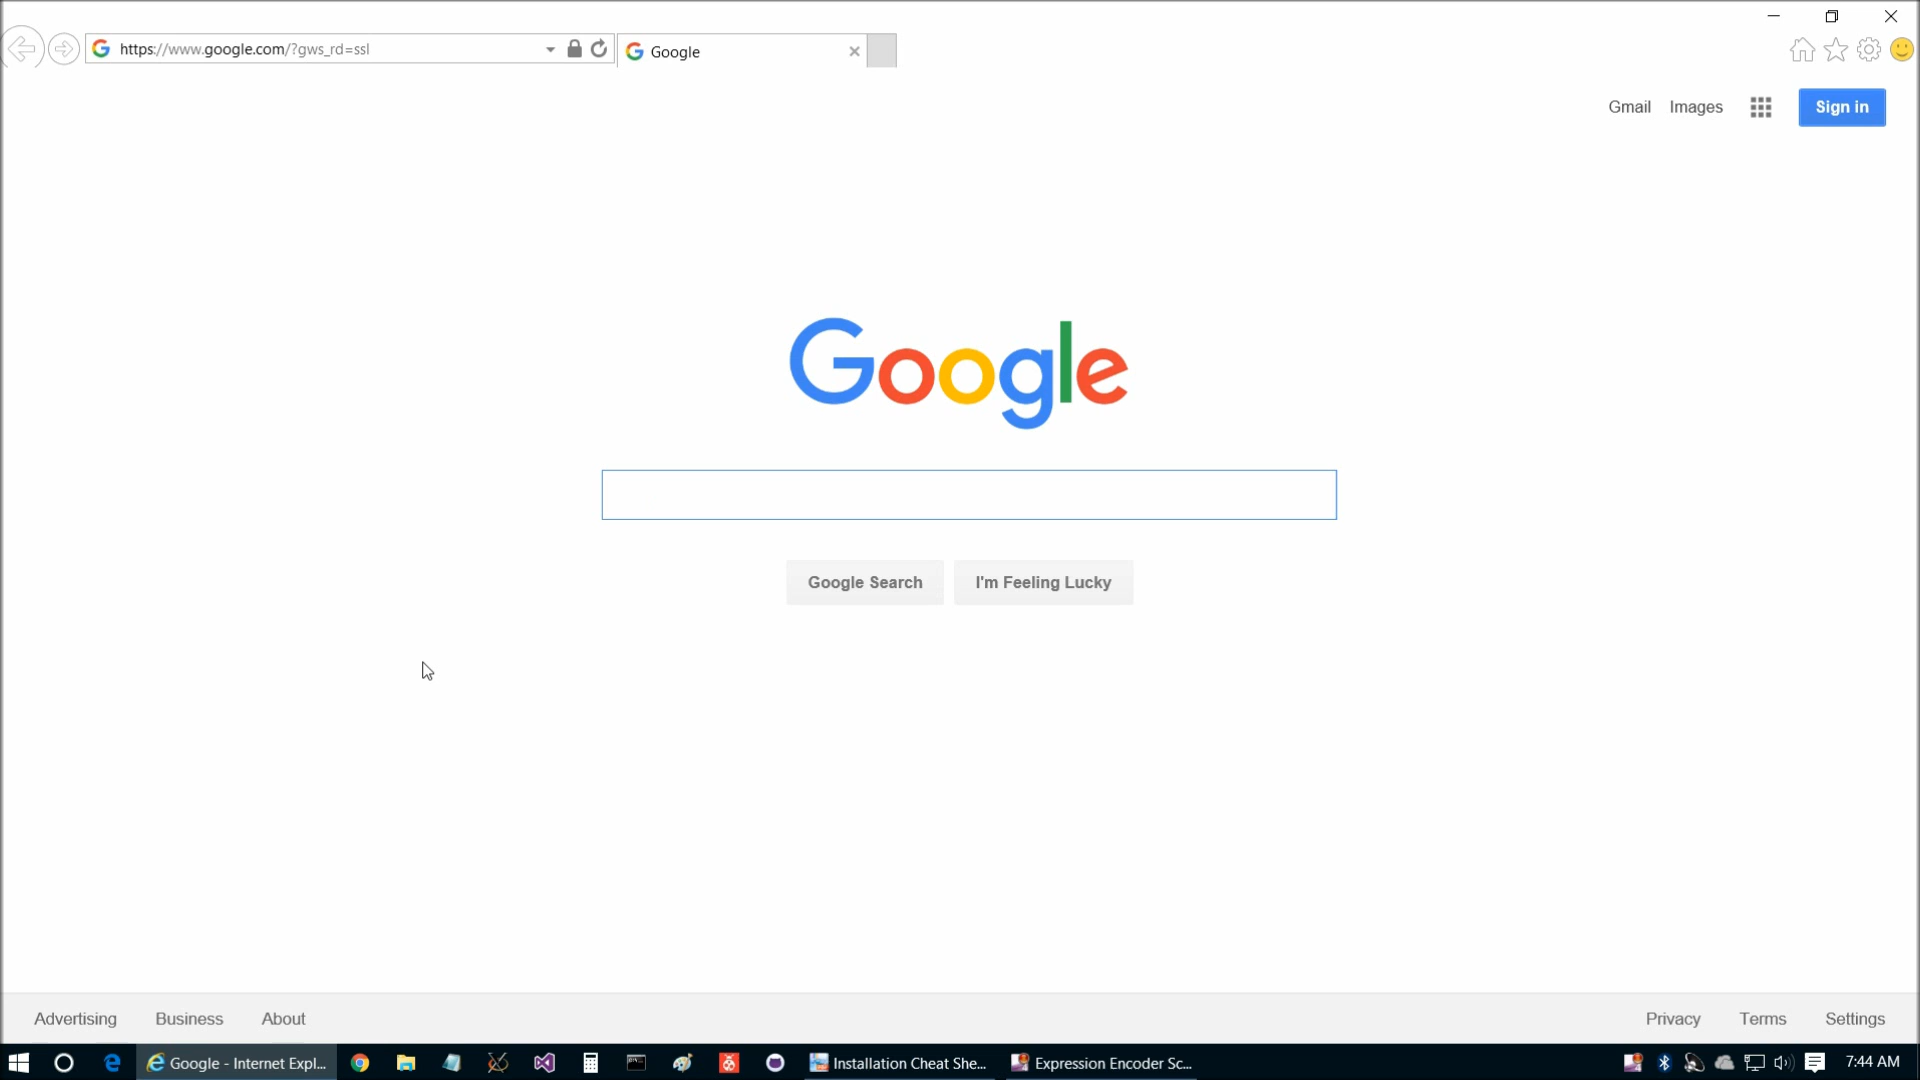 https://www.google.com/?gws_rd=ssl
Google
Gmail Images Sign in
Google
Google Search I'm Feeling Lucky
Advertising Business About Privacy Terms Settings
Google - Internet Expl... Installation Cheat She... Expression Encoder Sc... 7:44 AM